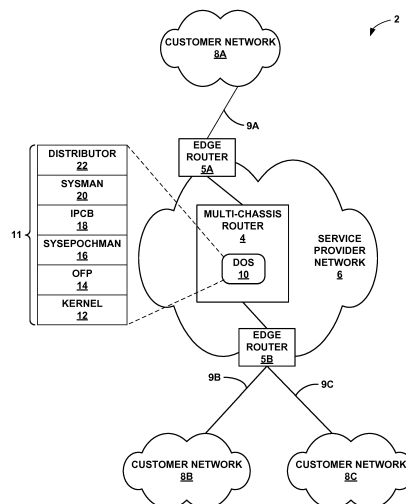 2
CUSTOMER NETWORK
8A
9A
EDGE
ROUTER
5A
DISTRIBUTOR
22
SYSMAN
20
IPCB
18
SYSEPOCHMAN
16
OFP
14
KERNEL
12
11
MULTI-CHASSIS
ROUTER
4
DOS
10
SERVICE
PROVIDER
NETWORK
6
EDGE
ROUTER
5B
9B
9C
CUSTOMER NETWORK
8B
CUSTOMER NETWORK
8C